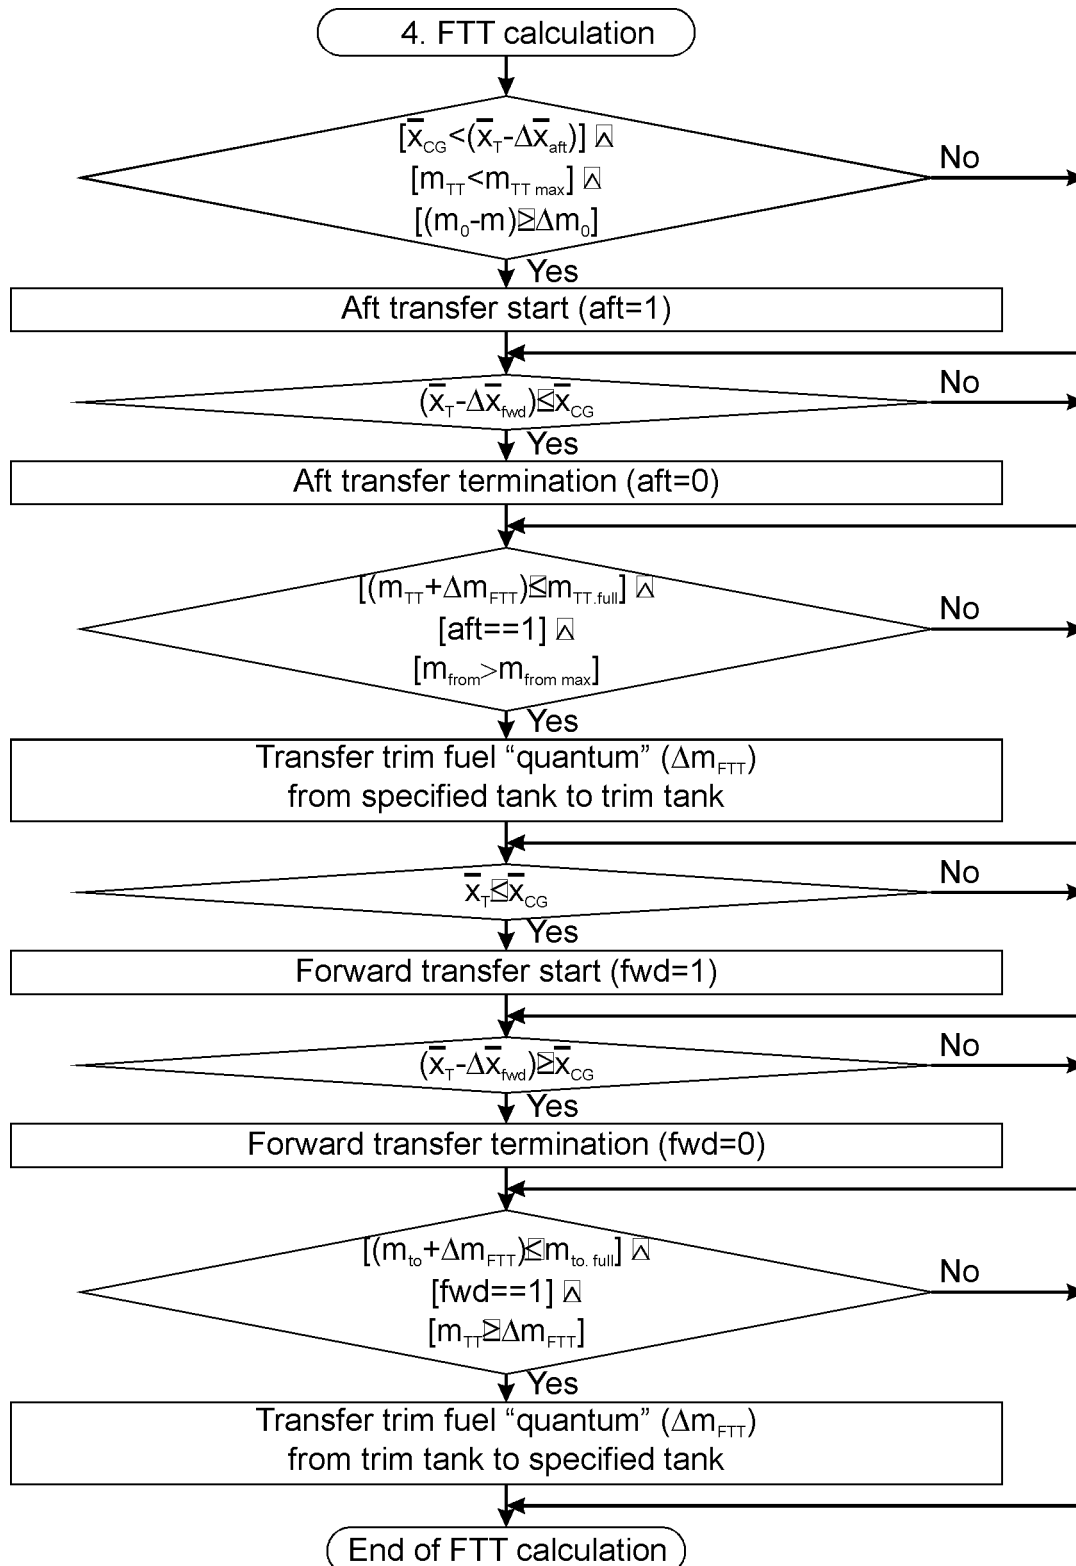 4. FTT calculation
[x̅CG<(x̅T-Δx̅aft)] ∧
[mTT<mTT max] ∧
[(m0-m)≥Δm0]
No
Yes
Aft transfer start (aft=1)
(x̅T-Δx̅fwd)≤x̅CG
No
Yes
Aft transfer termination (aft=0)
[(mTT+ΔmFTT)≤mTT.full] ∧
[aft==1] ∧
[mfrom>mfrom max]
No
Yes
Transfer trim fuel “quantum” (ΔmFTT)
from specified tank to trim tank
x̅T≤x̅CG
No
Yes
Forward transfer start (fwd=1)
(x̅T-Δx̅fwd)≥x̅CG
No
Yes
Forward transfer termination (fwd=0)
[(mto+ΔmFTT)≤mto. full] ∧
[fwd==1] ∧
[mTT≥ΔmFTT]
No
Yes
Transfer trim fuel “quantum” (ΔmFTT)
from trim tank to specified tank
End of FTT calculation